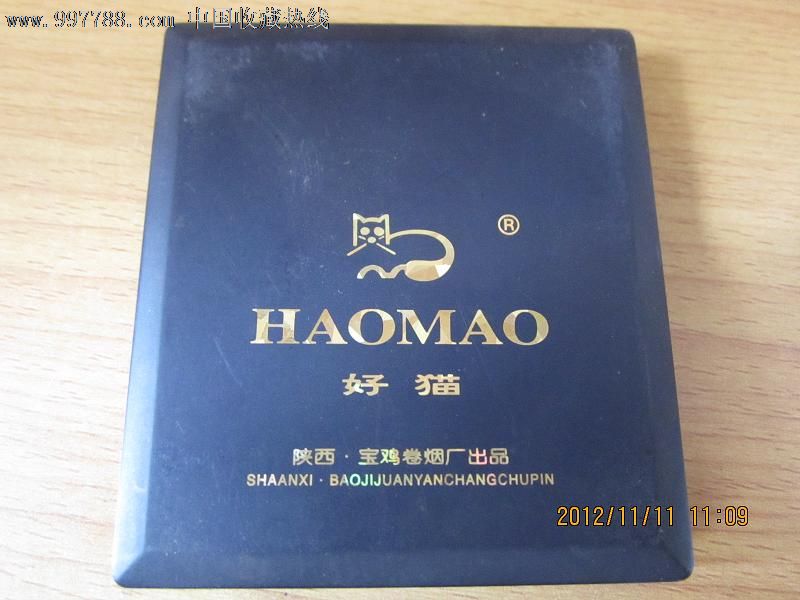 www.997788.com 中国收藏热线
®
HAOMAO
好猫
陕西·宝鸡卷烟厂出品
SHAANXI·BAOJIJUANYANCHANGCHUPIN
2012/11/11 11:09